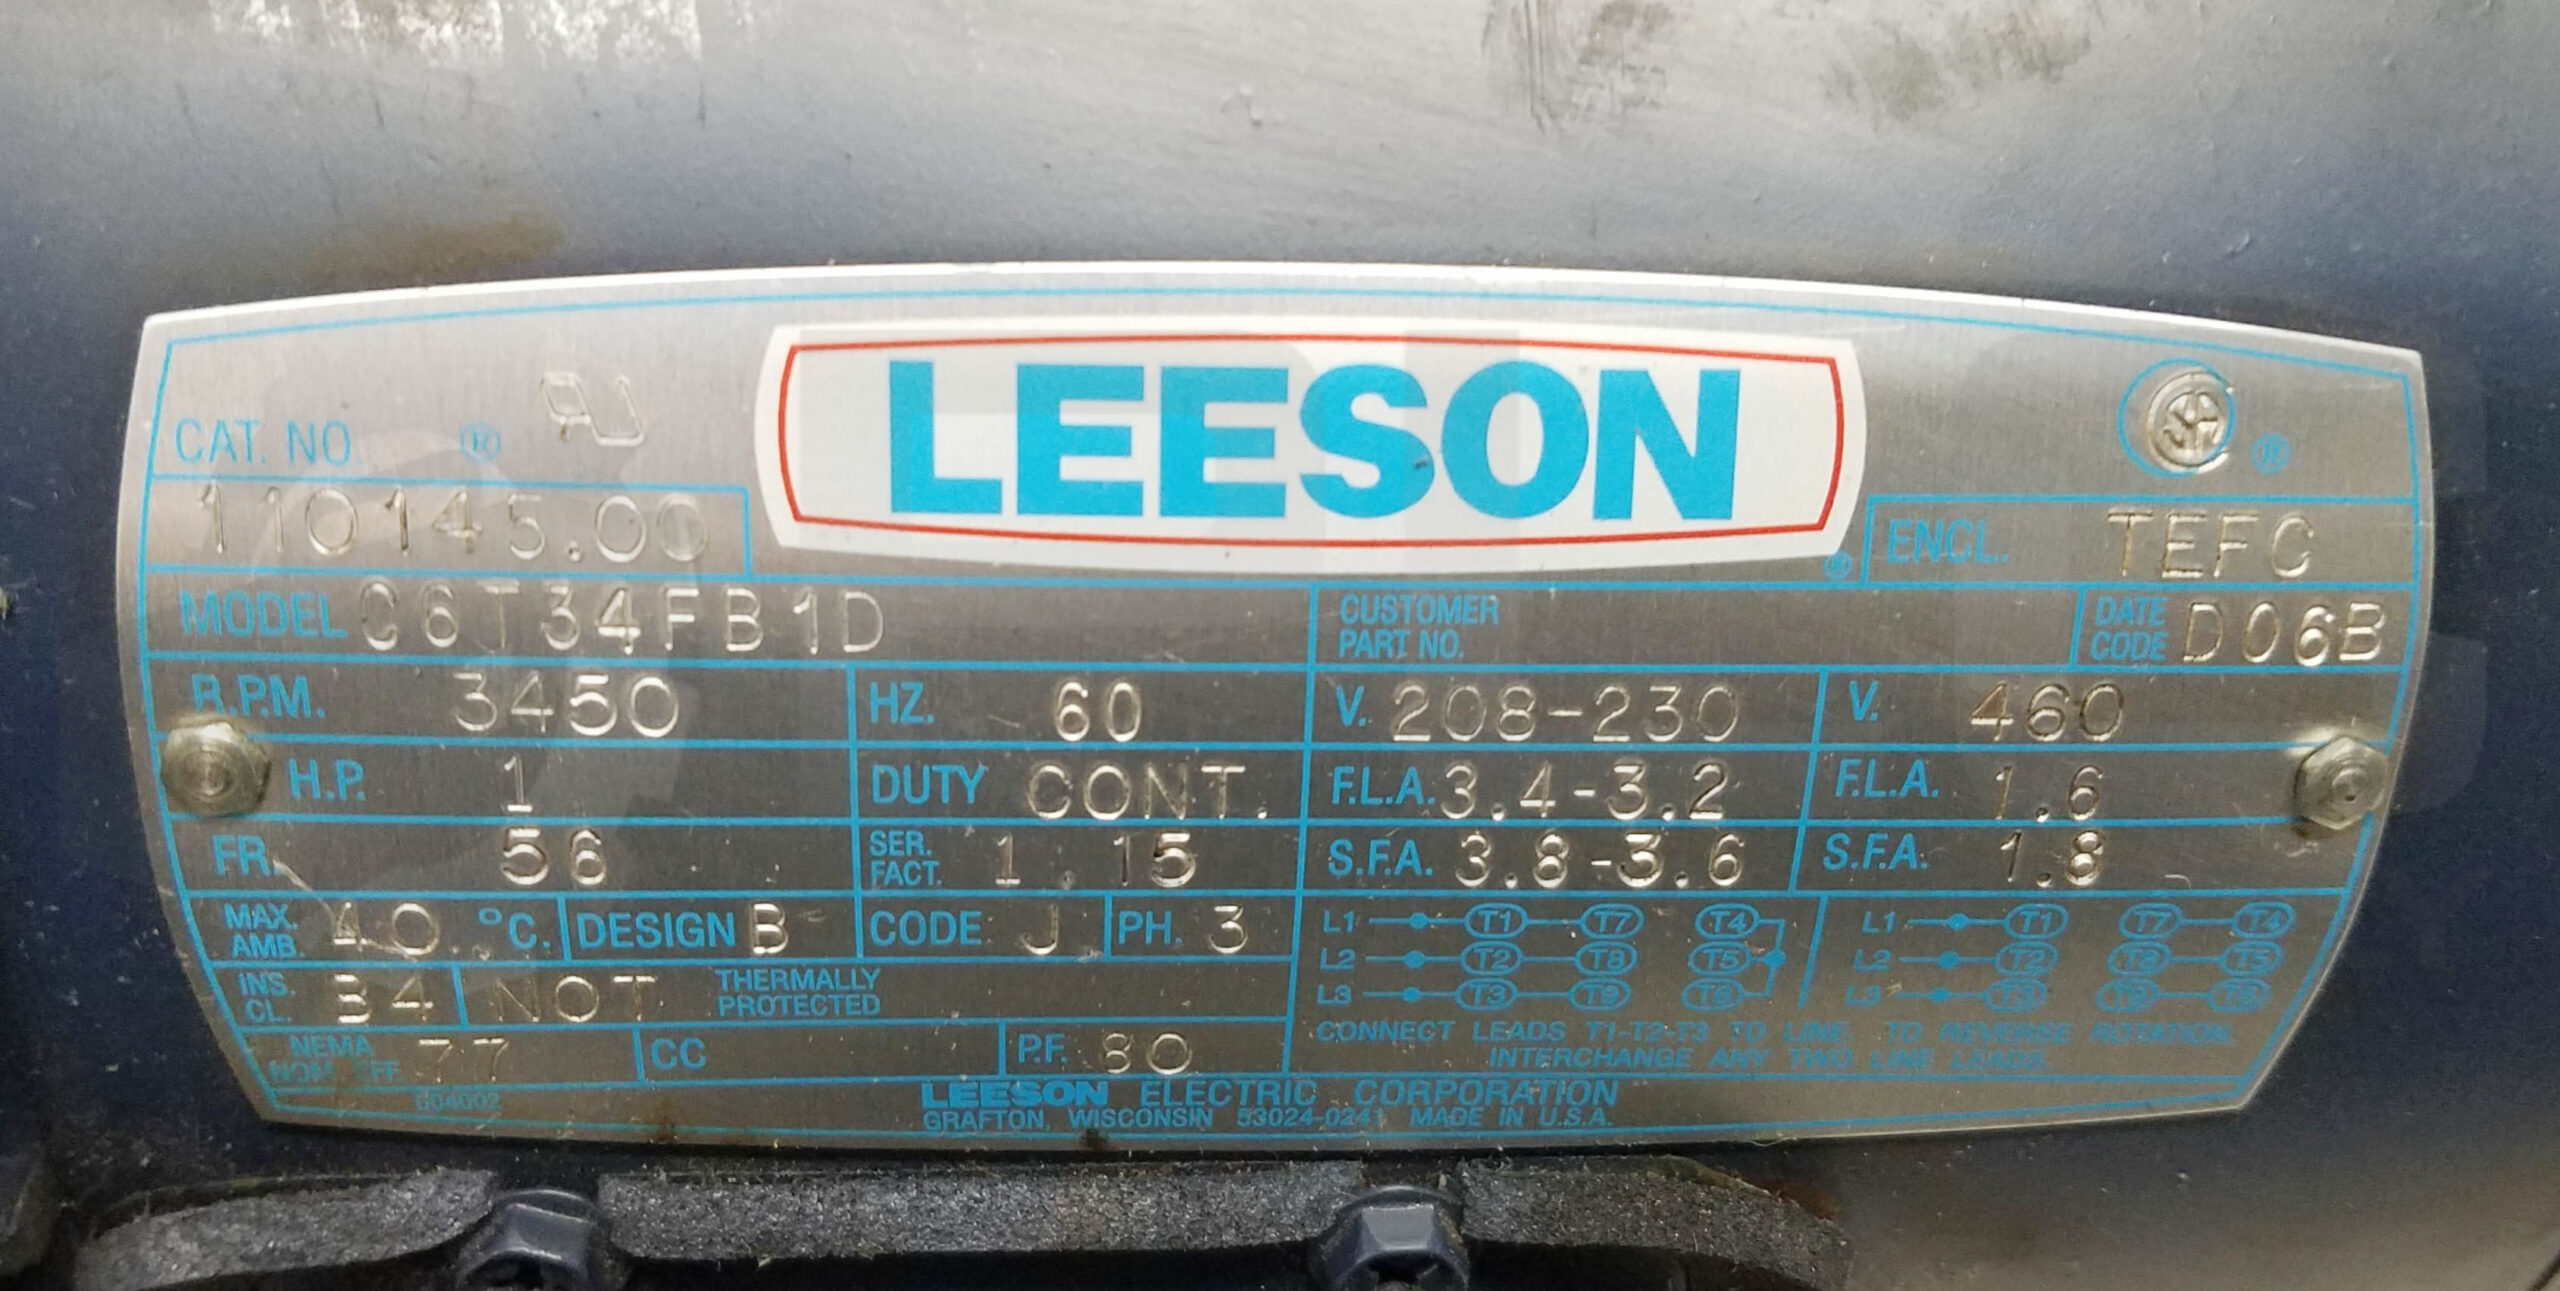 CAT. NO. ®
LEESON ®
110145.00
ENCL. TEFC
MODEL C6T34FB1D
CUSTOMER
PART NO.
DATE
CODE D06B
R.P.M. 3450 HZ. 60 V. 208-230 V. 460
H.P. 1 DUTY CONT. F.L.A. 3.4-3.2 F.L.A. 1.6
FR. 56 SER.
FACT. 1.15 S.F.A. 3.8-3.6 S.F.A. 1.8
MAX.
AMB. 40 °C. DESIGN B CODE J PH. 3
INS.
CL. B4 NOT THERMALLY
PROTECTED
NEMA
NOM. EFF. 77 CC P.F. 80
L1 T1 T7 T4
L2 T2 T8 T5
L3 T3 T9 T6
L1 T1 T7 T4
L2 T2 T8 T5
L3 T3 T9 T6
CONNECT LEADS T1-T2-T3 TO LINE. TO REVERSE ROTATION,
INTERCHANGE ANY TWO LINE LEADS.
004002
LEESON ELECTRIC CORPORATION
GRAFTON, WISCONSIN 53024-0241 MADE IN U.S.A.